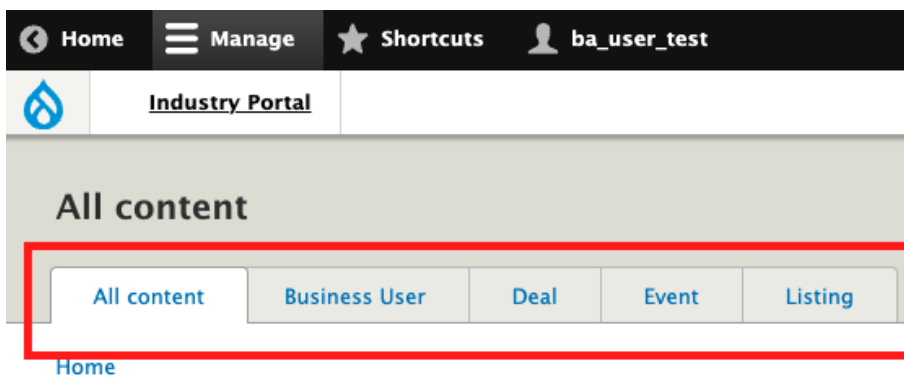 Home Manage Shortcuts ba_user_test
Industry Portal
All content
All content Business User Deal Event Listing
Home